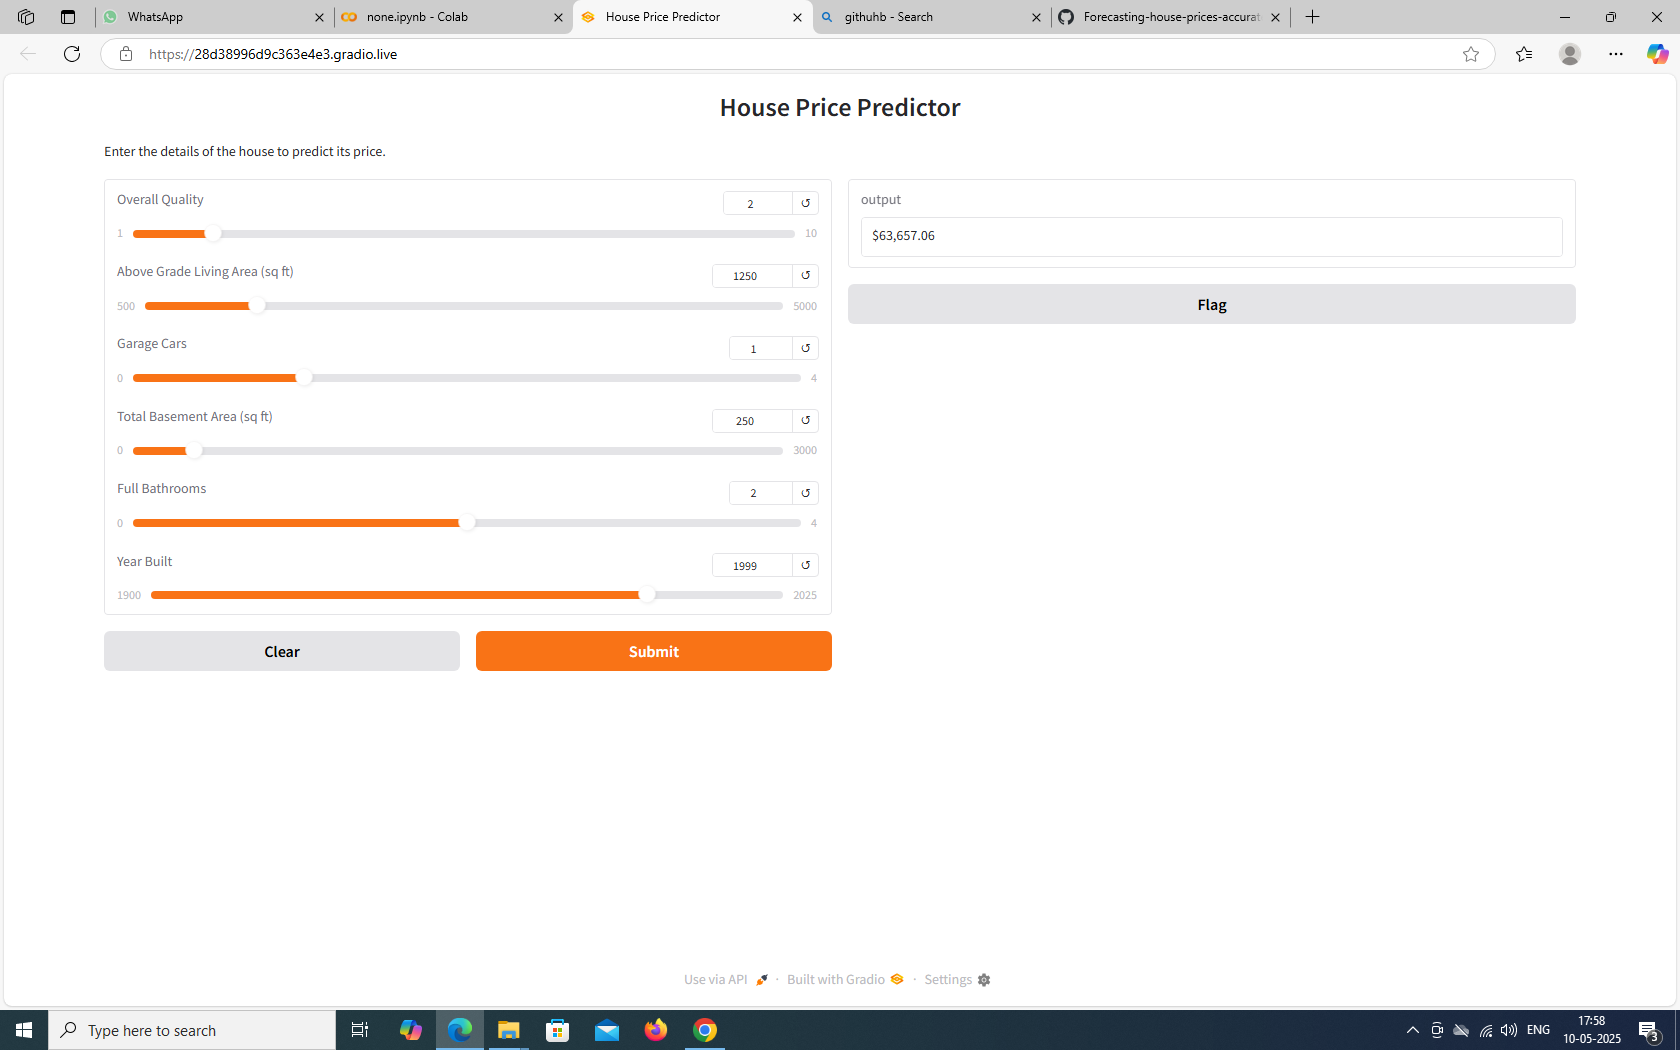 WhatsApp
none.ipynb - Colab
House Price Predictor
githuhb - Search
Forecasting-house-prices-accurat
https://28d38996d9c363e4e3.gradio.live
House Price Predictor
Enter the details of the house to predict its price.
Overall Quality
2
1
10
Above Grade Living Area (sq ft)
1250
500
5000
Garage Cars
1
0
4
Total Basement Area (sq ft)
250
0
3000
Full Bathrooms
2
0
4
Year Built
1999
1900
2025
Clear
Submit
output
$63,657.06
Flag
Use via API · Built with Gradio · Settings
Type here to search
ENG
17:58
10-05-2025
3